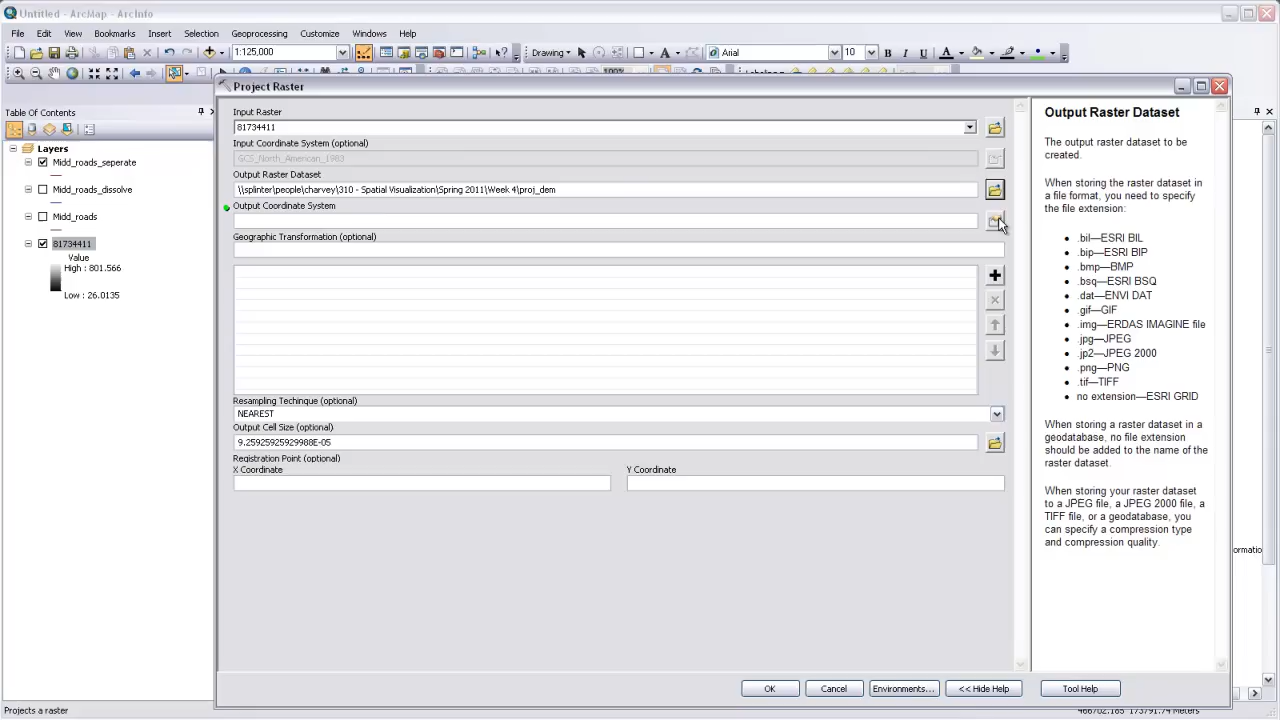 Untitled - ArcMap - ArcInfo
File Edit View Bookmarks Insert Selection Geoprocessing Customize Windows Help
1:125,000 Drawing Arial 10 B I U A
100%
Project Raster
Table Of Contents
Layers
Midd_roads_seperate
Midd_roads_dissolve
Midd_roads
81734411
Value
High : 801.566
Low : 26.0135
Input Raster
81734411
Input Coordinate System (optional)
GCS_North_American_1983
Output Raster Dataset
\\splinter\people\charvey\310 - Spatial Visualization\Spring 2011\Week 4\proj_dem
Output Coordinate System
Geographic Transformation (optional)
Resampling Technique (optional)
NEAREST
Output Cell Size (optional)
9.25925925929988E-05
Registration Point (optional)
X Coordinate Y Coordinate
OK Cancel Environments... << Hide Help Tool Help
Output Raster Dataset
The output raster dataset to be
created.
When storing the raster dataset in
a file format, you need to specify
the file extension:
• .bil—ESRI BIL
• .bip—ESRI BIP
• .bmp—BMP
• .bsq—ESRI BSQ
• .dat—ENVI DAT
• .gif—GIF
• .img—ERDAS IMAGINE file
• .jpg—JPEG
• .jp2—JPEG 2000
• .png—PNG
• .tif—TIFF
• no extension—ESRI GRID
When storing a raster dataset in a
geodatabase, no file extension
should be added to the name of the
raster dataset.
When storing your raster dataset
to a JPEG file, a JPEG 2000 file, a
TIFF file, or a geodatabase, you
can specify a compression type
and compression quality.
Projects a raster
466702.185 173791.74 Meters